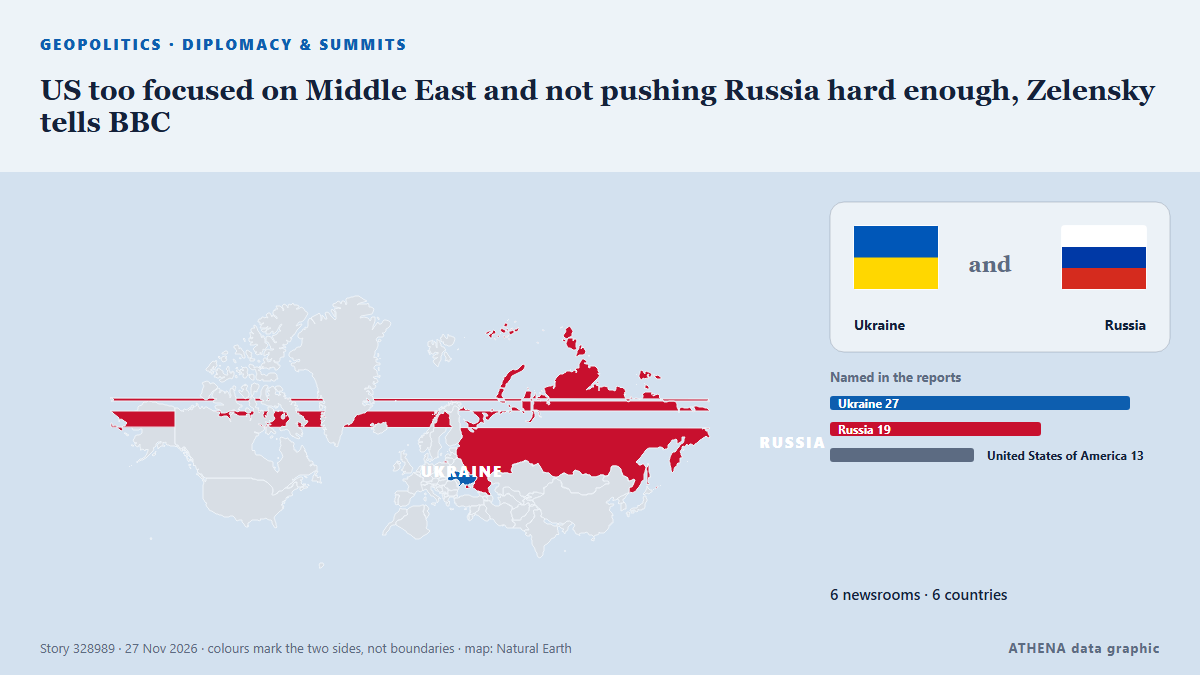 GEOPOLITICS · DIPLOMACY & SUMMITS
US too focused on Middle East and not pushing Russia hard enough, Zelensky
tells BBC
and
Ukraine
Russia
Named in the reports
Ukraine 27
Russia 19
United States of America 13
RUSSIA
UKRAINE
6 newsrooms · 6 countries
Story 328989 · 27 Nov 2026 · colours mark the two sides, not boundaries · map: Natural Earth
ATHENA data graphic